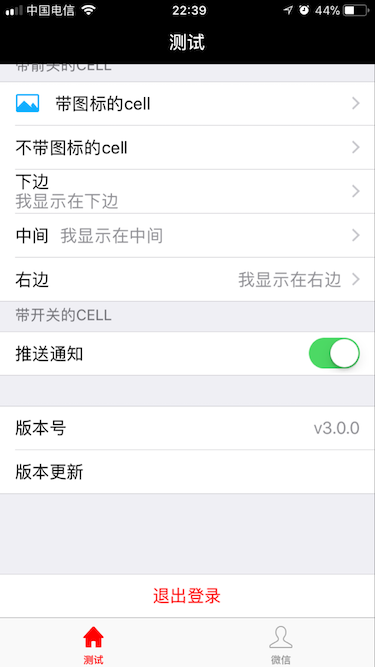 中国电信
22:39
44%
测试
带箭头的CELL
带图标的cell
不带图标的cell
下边
我显示在下边
中间 我显示在中间
右边 我显示在右边
带开关的CELL
推送通知
版本号 v3.0.0
版本更新
退出登录
测试
微信